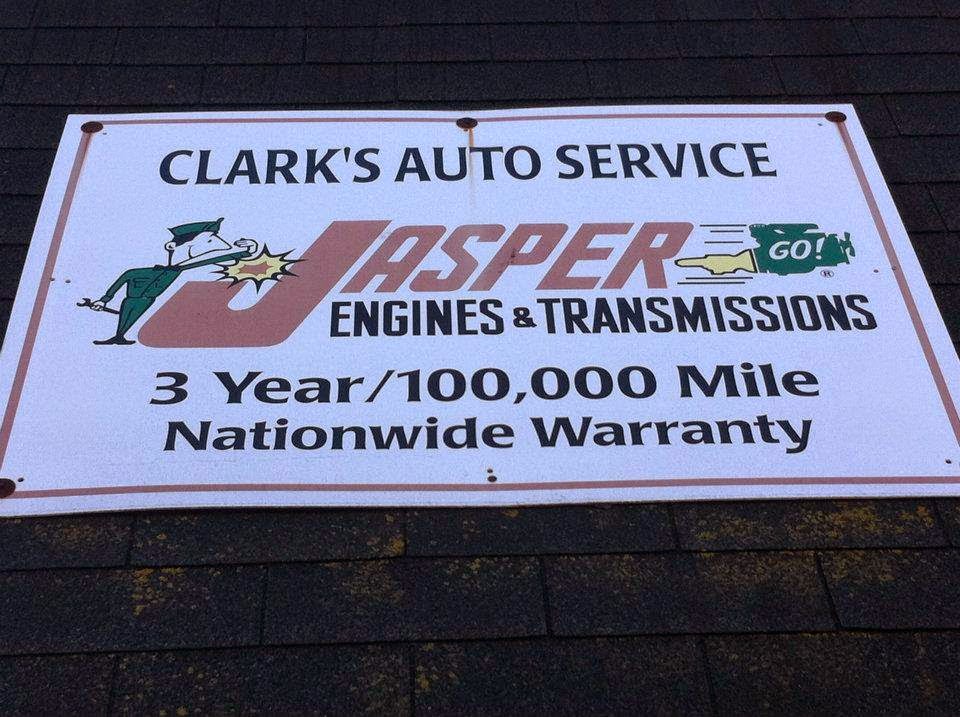 CLARK'S AUTO SERVICE
JASPER GO! ®
ENGINES & TRANSMISSIONS
3 Year/100,000 Mile
Nationwide Warranty